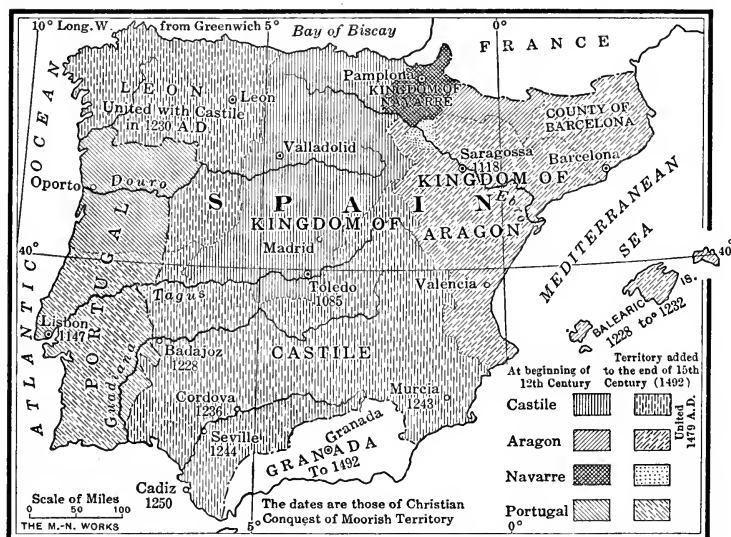 10° Long. W. from Greenwich 5° Bay of Biscay 0°
FRANCE
ATLANTIC OCEAN
LEON
United with Castile
in 1230 A.D.
Leon
Pamplona
KINGDOM OF
NAVARRE
COUNTY OF
BARCELONA
Valladolid
Saragossa
1118
Barcelona
Oporto
Douro
SPAIN
KINGDOM OF
ARAGON
Ebro
KINGDOM OF
CASTILE
Madrid
MEDITERRANEAN
SEA
40°
40°
PORTUGAL
Tagus
Toledo
1085
Valencia
BALEARIC IS.
1228 to 1232
Lisbon
1147
Guadiana
Badajoz
1228
Cordova
1236
Murcia
1243
Seville
1244
Granada
GRANADA
To 1492
Cadiz
1250
At beginning of
12th Century
Territory added
to the end of 15th
Century (1492)
Castile
Aragon
United
1479 A.D.
Navarre
Portugal
Scale of Miles
0 50 100
THE M.-N. WORKS
5°
The dates are those of Christian
Conquest of Moorish Territory
0°